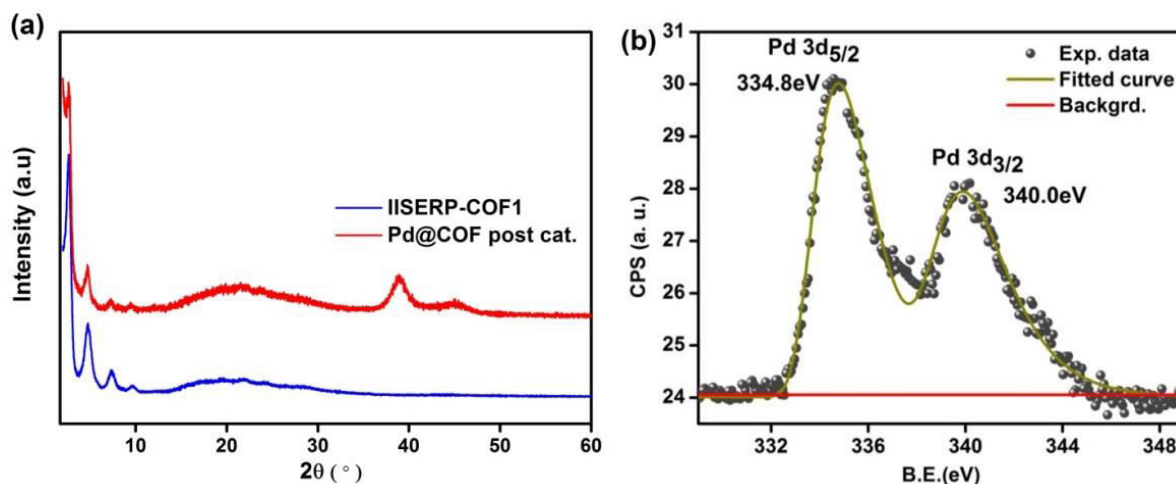 (a)
Intensity (a.u)
IISERP-COF1
Pd@COF post cat.
10
20
30
40
50
60
2θ ( ° )
(b)
31
30
29
28
27
26
25
24
CPS (a. u.)
Pd 3d5/2
334.8eV
Pd 3d3/2
340.0eV
Exp. data
Fitted curve
Backgrd.
332
336
340
344
348
B.E.(eV)